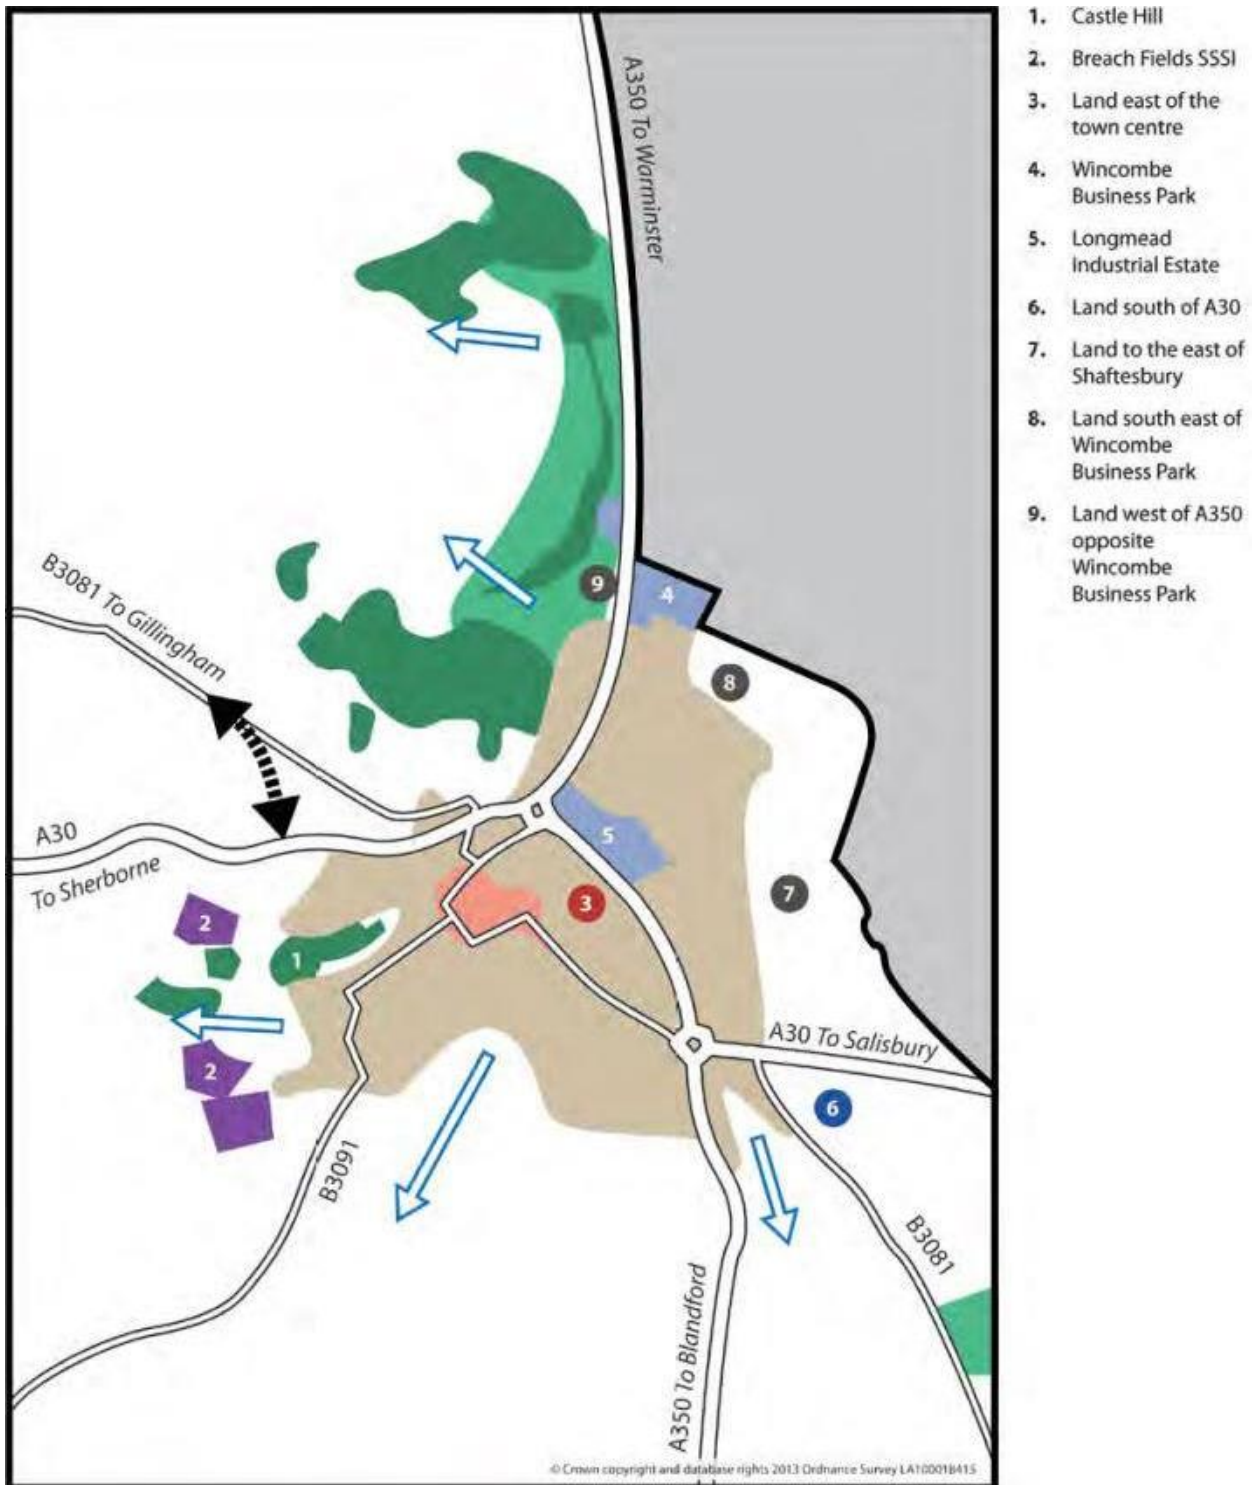 1. Castle Hill
2. Breach Fields SSSI
3. Land east of the
town centre
4. Wincombe
Business Park
5. Longmead
Industrial Estate
6. Land south of A30
7. Land to the east of
Shaftesbury
8. Land south east of
Wincombe
Business Park
9. Land west of A350
opposite
Wincombe
Business Park
A350 To Warminster
B3081 To Gillingham
9
4
8
A30
To Sherborne
5
7
3
2
1
A30 To Salisbury
2
6
B3091
B3081
A350 To Blandford
© Crown copyright and database rights 2013 Ordnance Survey LA100018415